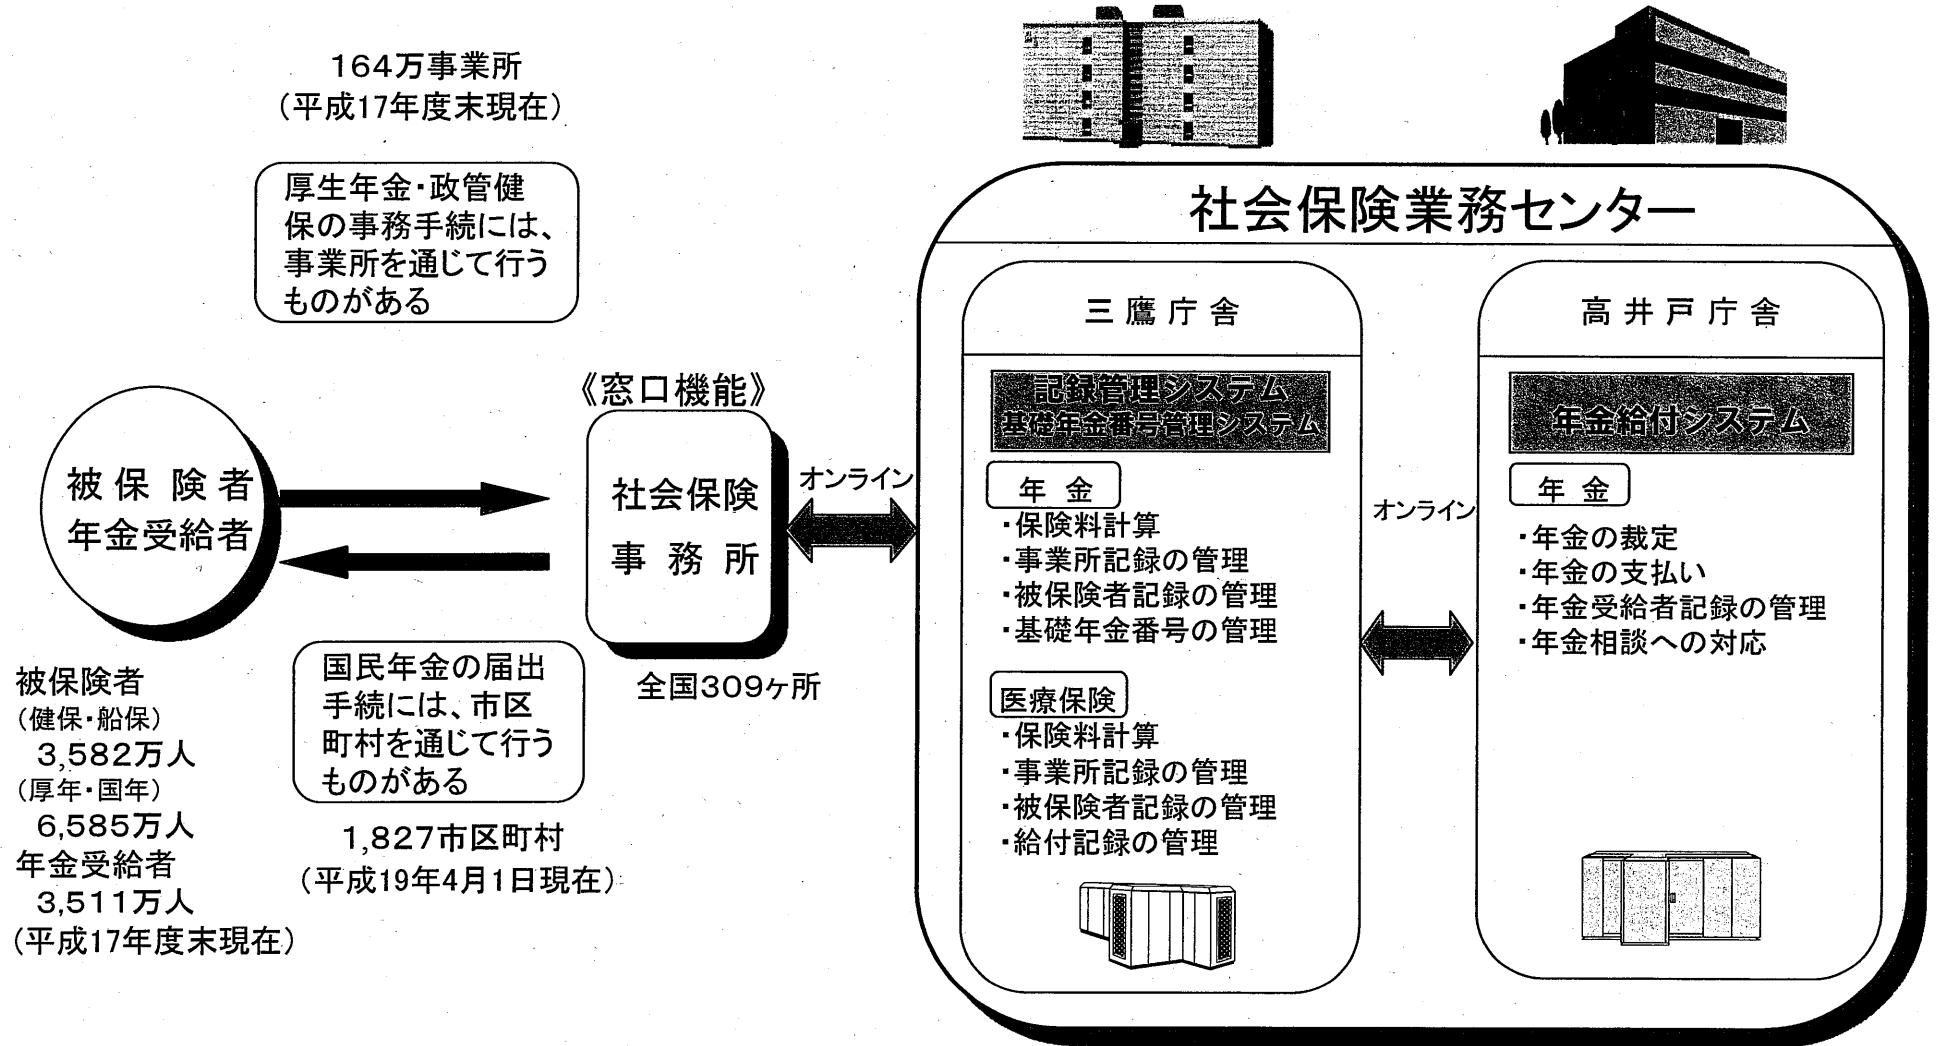 164万事業所
(平成17年度末現在)
厚生年金・政管健
保の事務手続には、
事業所を通じて行う
ものがある
被保険者
年金受給者
《窓口機能》
社会保険
事務所
全国309ヶ所
オンライン
国民年金の届出
手続には、市区
町村を通じて行う
ものがある
1,827市区町村
(平成19年4月1日現在)
被保険者
(健保・船保)
3,582万人
(厚年・国年)
6,585万人
年金受給者
3,511万人
(平成17年度末現在)
社会保険業務センター
三鷹庁舎
記録管理システム
基礎年金番号管理システム
年金
・保険料計算
・事業所記録の管理
・被保険者記録の管理
・基礎年金番号の管理
医療保険
・保険料計算
・事業所記録の管理
・被保険者記録の管理
・給付記録の管理
オンライン
高井戸庁舎
年金給付システム
年金
・年金の裁定
・年金の支払い
・年金受給者記録の管理
・年金相談への対応